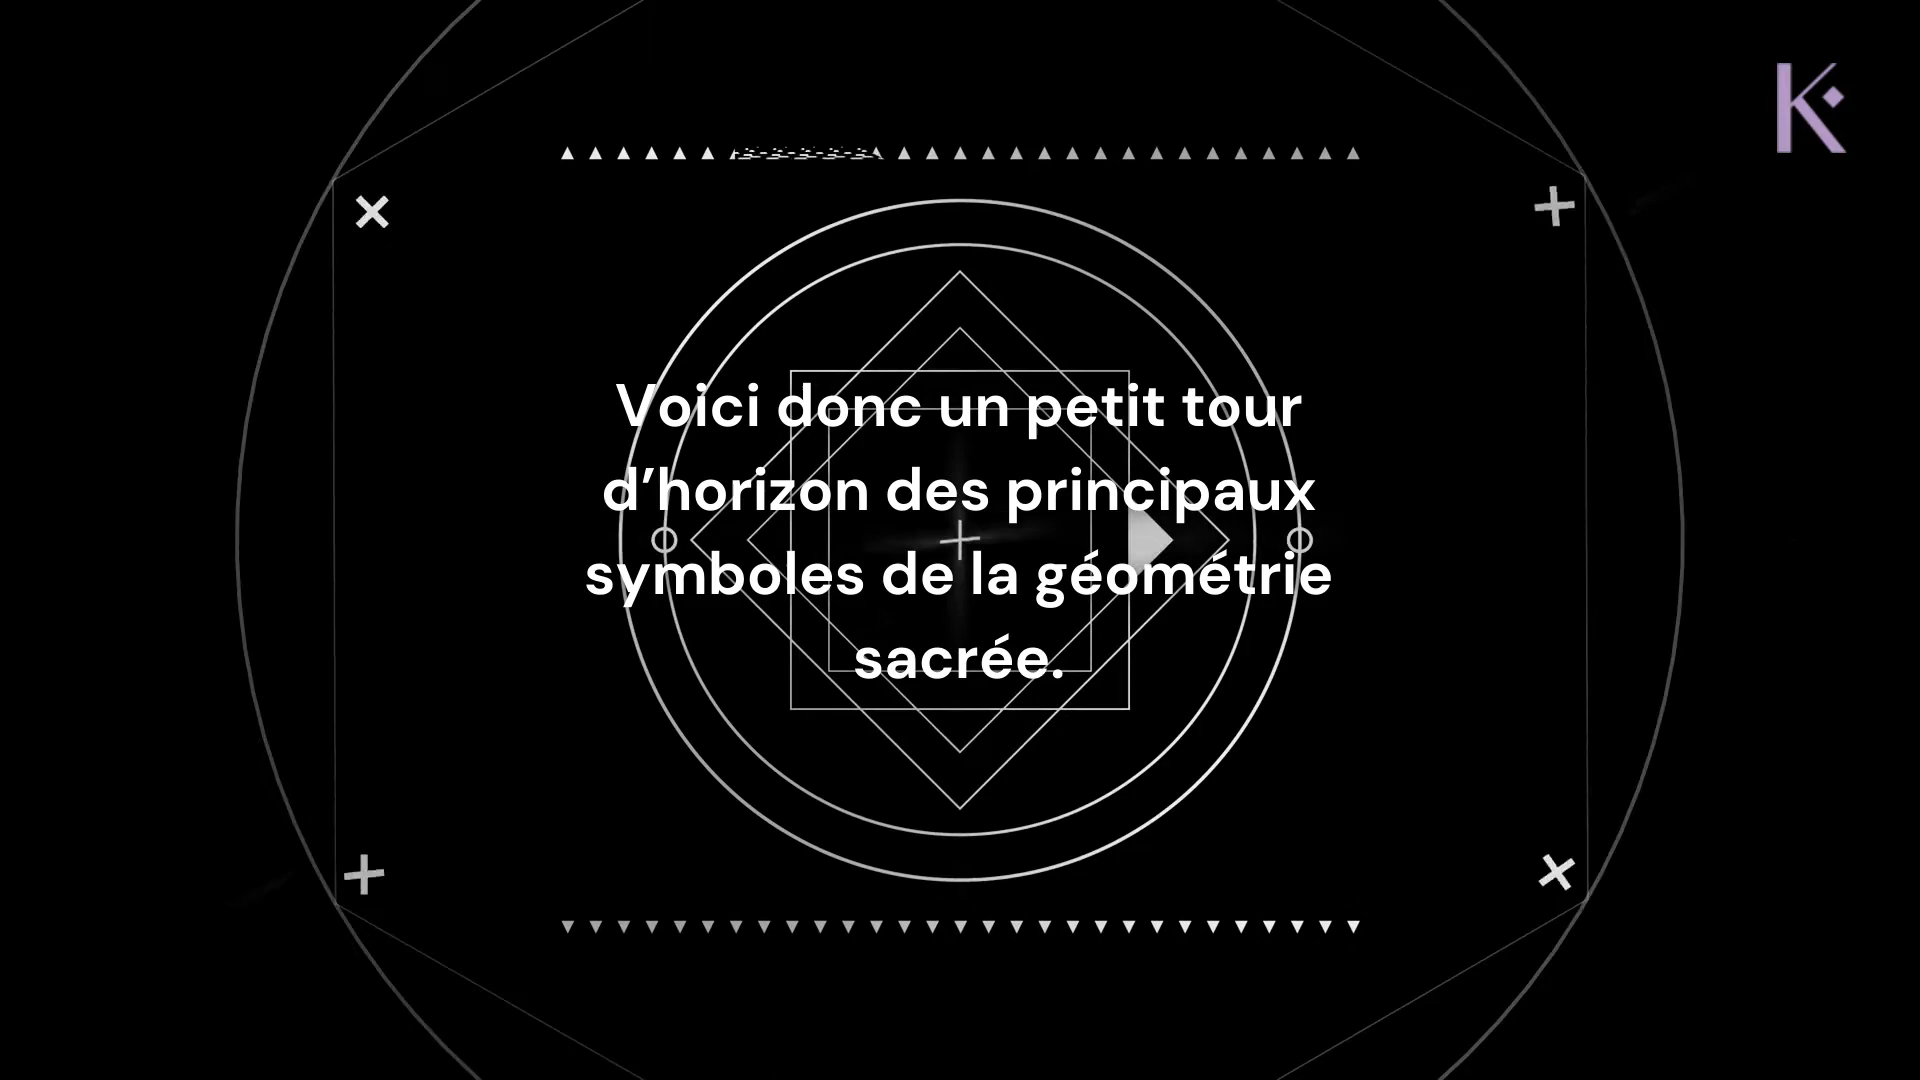 K
Voici donc un petit tour
d’horizon des principaux
symboles de la géométrie
sacrée.